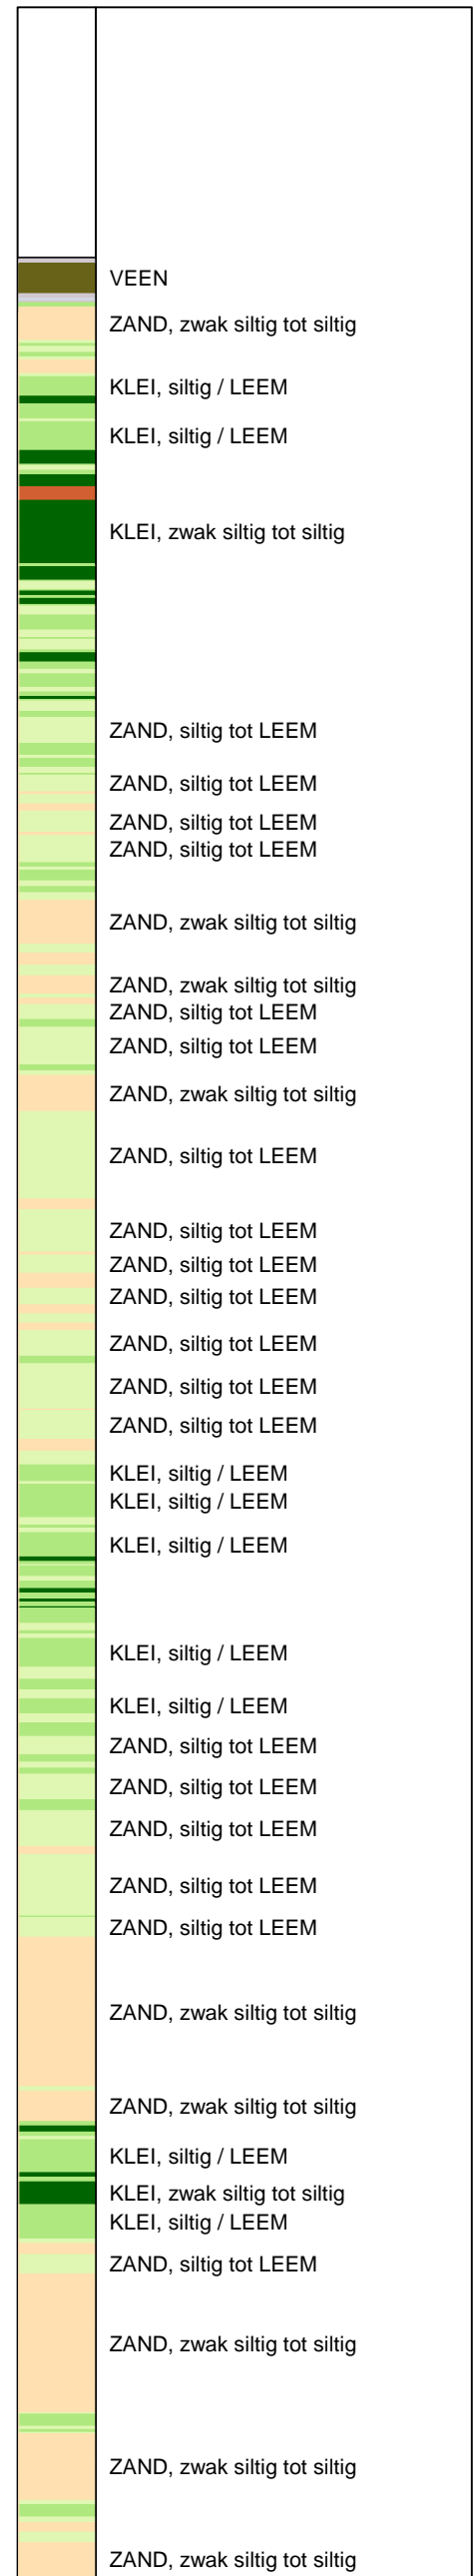 VEEN
ZAND, zwak siltig tot siltig
KLEI, siltig / LEEM
KLEI, siltig / LEEM
KLEI, zwak siltig tot siltig
ZAND, siltig tot LEEM
ZAND, siltig tot LEEM
ZAND, siltig tot LEEM
ZAND, siltig tot LEEM
ZAND, zwak siltig tot siltig
ZAND, zwak siltig tot siltig
ZAND, siltig tot LEEM
ZAND, siltig tot LEEM
ZAND, zwak siltig tot siltig
ZAND, siltig tot LEEM
ZAND, siltig tot LEEM
ZAND, siltig tot LEEM
ZAND, siltig tot LEEM
ZAND, siltig tot LEEM
ZAND, siltig tot LEEM
ZAND, siltig tot LEEM
KLEI, siltig / LEEM
KLEI, siltig / LEEM
KLEI, siltig / LEEM
KLEI, siltig / LEEM
KLEI, siltig / LEEM
ZAND, siltig tot LEEM
ZAND, siltig tot LEEM
ZAND, siltig tot LEEM
ZAND, siltig tot LEEM
ZAND, siltig tot LEEM
ZAND, zwak siltig tot siltig
ZAND, zwak siltig tot siltig
KLEI, siltig / LEEM
KLEI, zwak siltig tot siltig
KLEI, siltig / LEEM
ZAND, siltig tot LEEM
ZAND, zwak siltig tot siltig
ZAND, zwak siltig tot siltig
ZAND, zwak siltig tot siltig